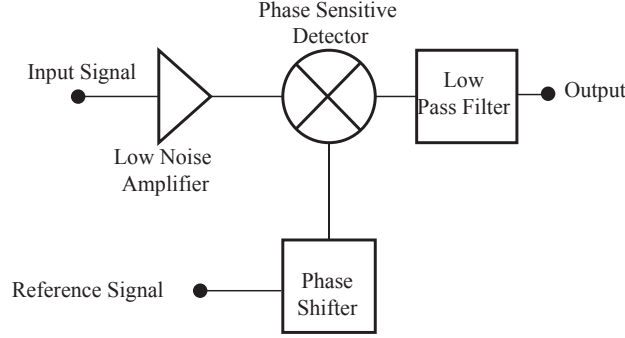 Phase Sensitive
Detector
Input Signal
Low
Pass Filter
Output
Low Noise
Amplifier
Reference Signal
Phase
Shifter